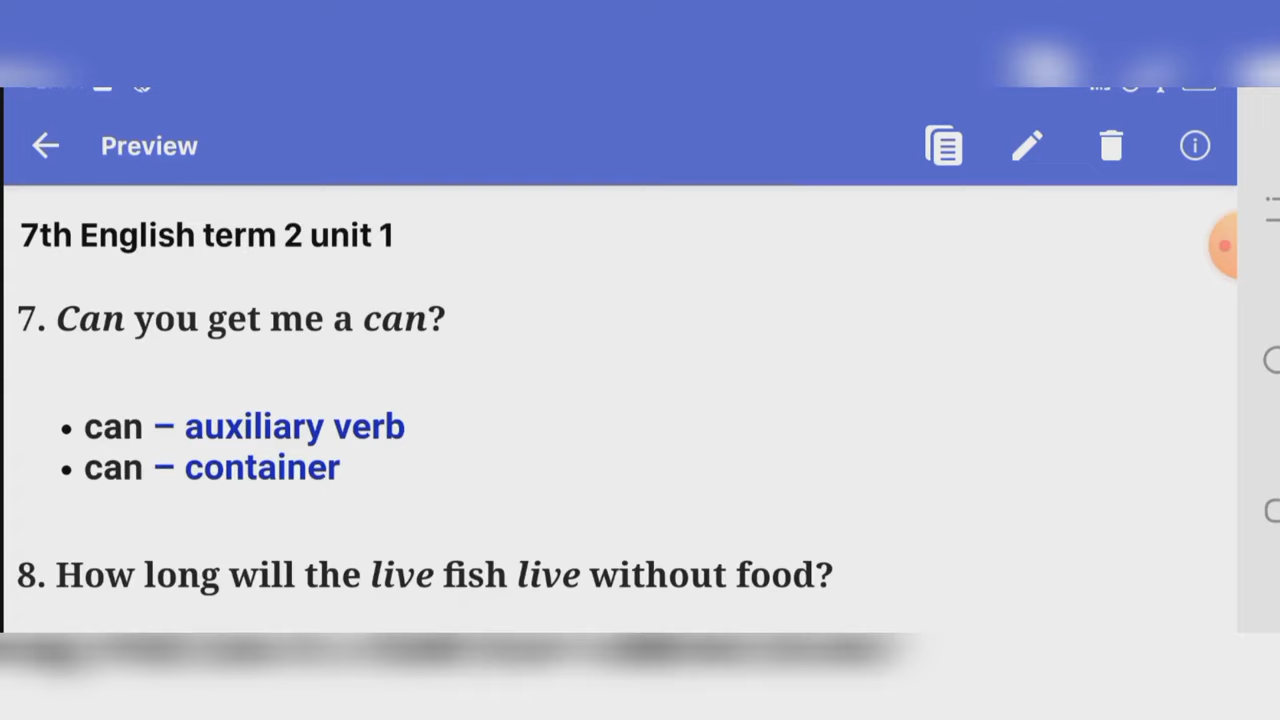 Preview
7th English term 2 unit 1
7. Can you get me a can?
• can – auxiliary verb
• can – container
8. How long will the live fish live without food?